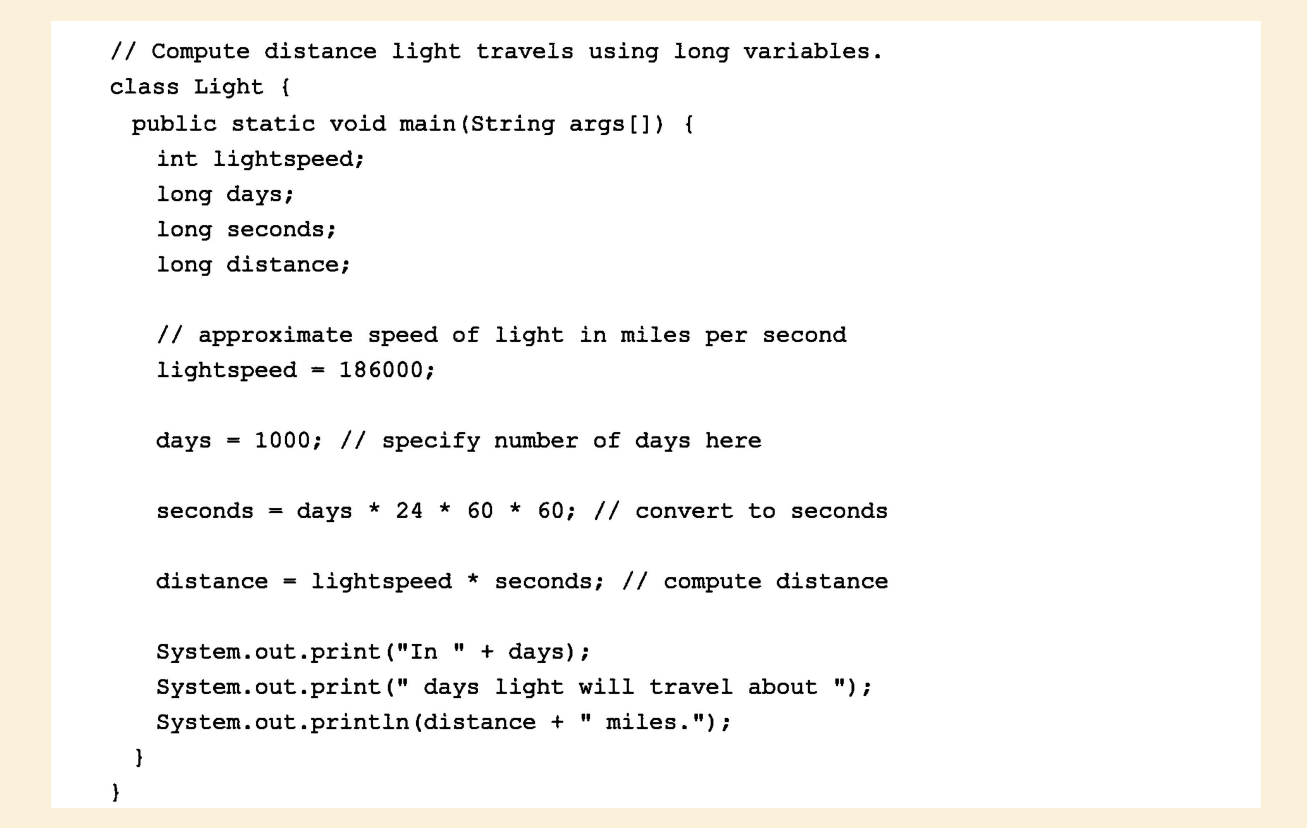 // Compute distance light travels using long variables.
class Light {
  public static void main(String args[]) {
    int lightspeed;
    long days;
    long seconds;
    long distance;

    // approximate speed of light in miles per second
    lightspeed = 186000;

    days = 1000; // specify number of days here

    seconds = days * 24 * 60 * 60; // convert to seconds

    distance = lightspeed * seconds; // compute distance

    System.out.print("In " + days);
    System.out.print(" days light will travel about ");
    System.out.println(distance + " miles.");
  }
}